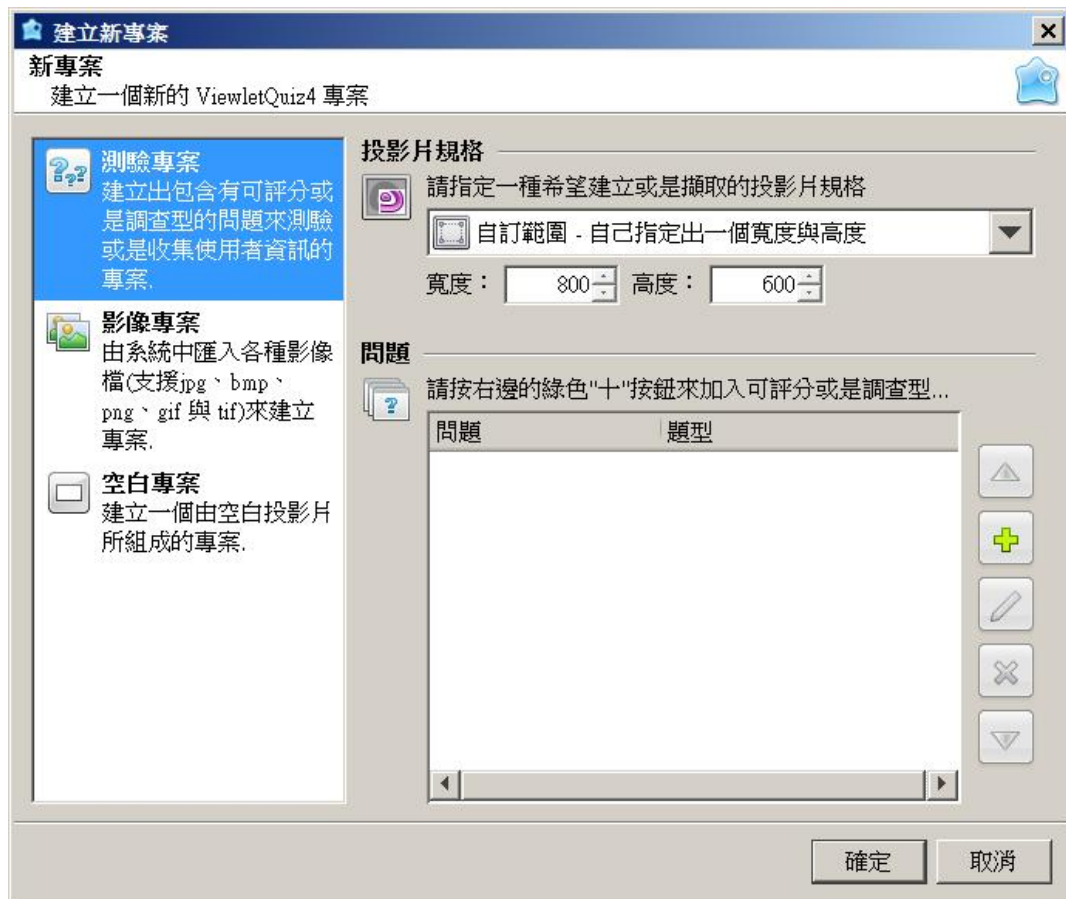 建立新專案
新專案
建立一個新的 ViewletQuiz4 專案
測驗專案
建立出包含有可評分或
是調查型的問題來測驗
或是收集使用者資訊的
專案.
影像專案
由系統中匯入各種影像
檔(支援jpg、bmp、
png、gif 與 tif)來建立
專案.
空白專案
建立一個由空白投影片
所組成的專案.
投影片規格
請指定一種希望建立或是擷取的投影片規格
自訂範圍 - 自己指定出一個寬度與高度
寬度： 800 高度： 600
問題
請按右邊的綠色"十"按鈕來加入可評分或是調查型...
問題 題型
確定 取消